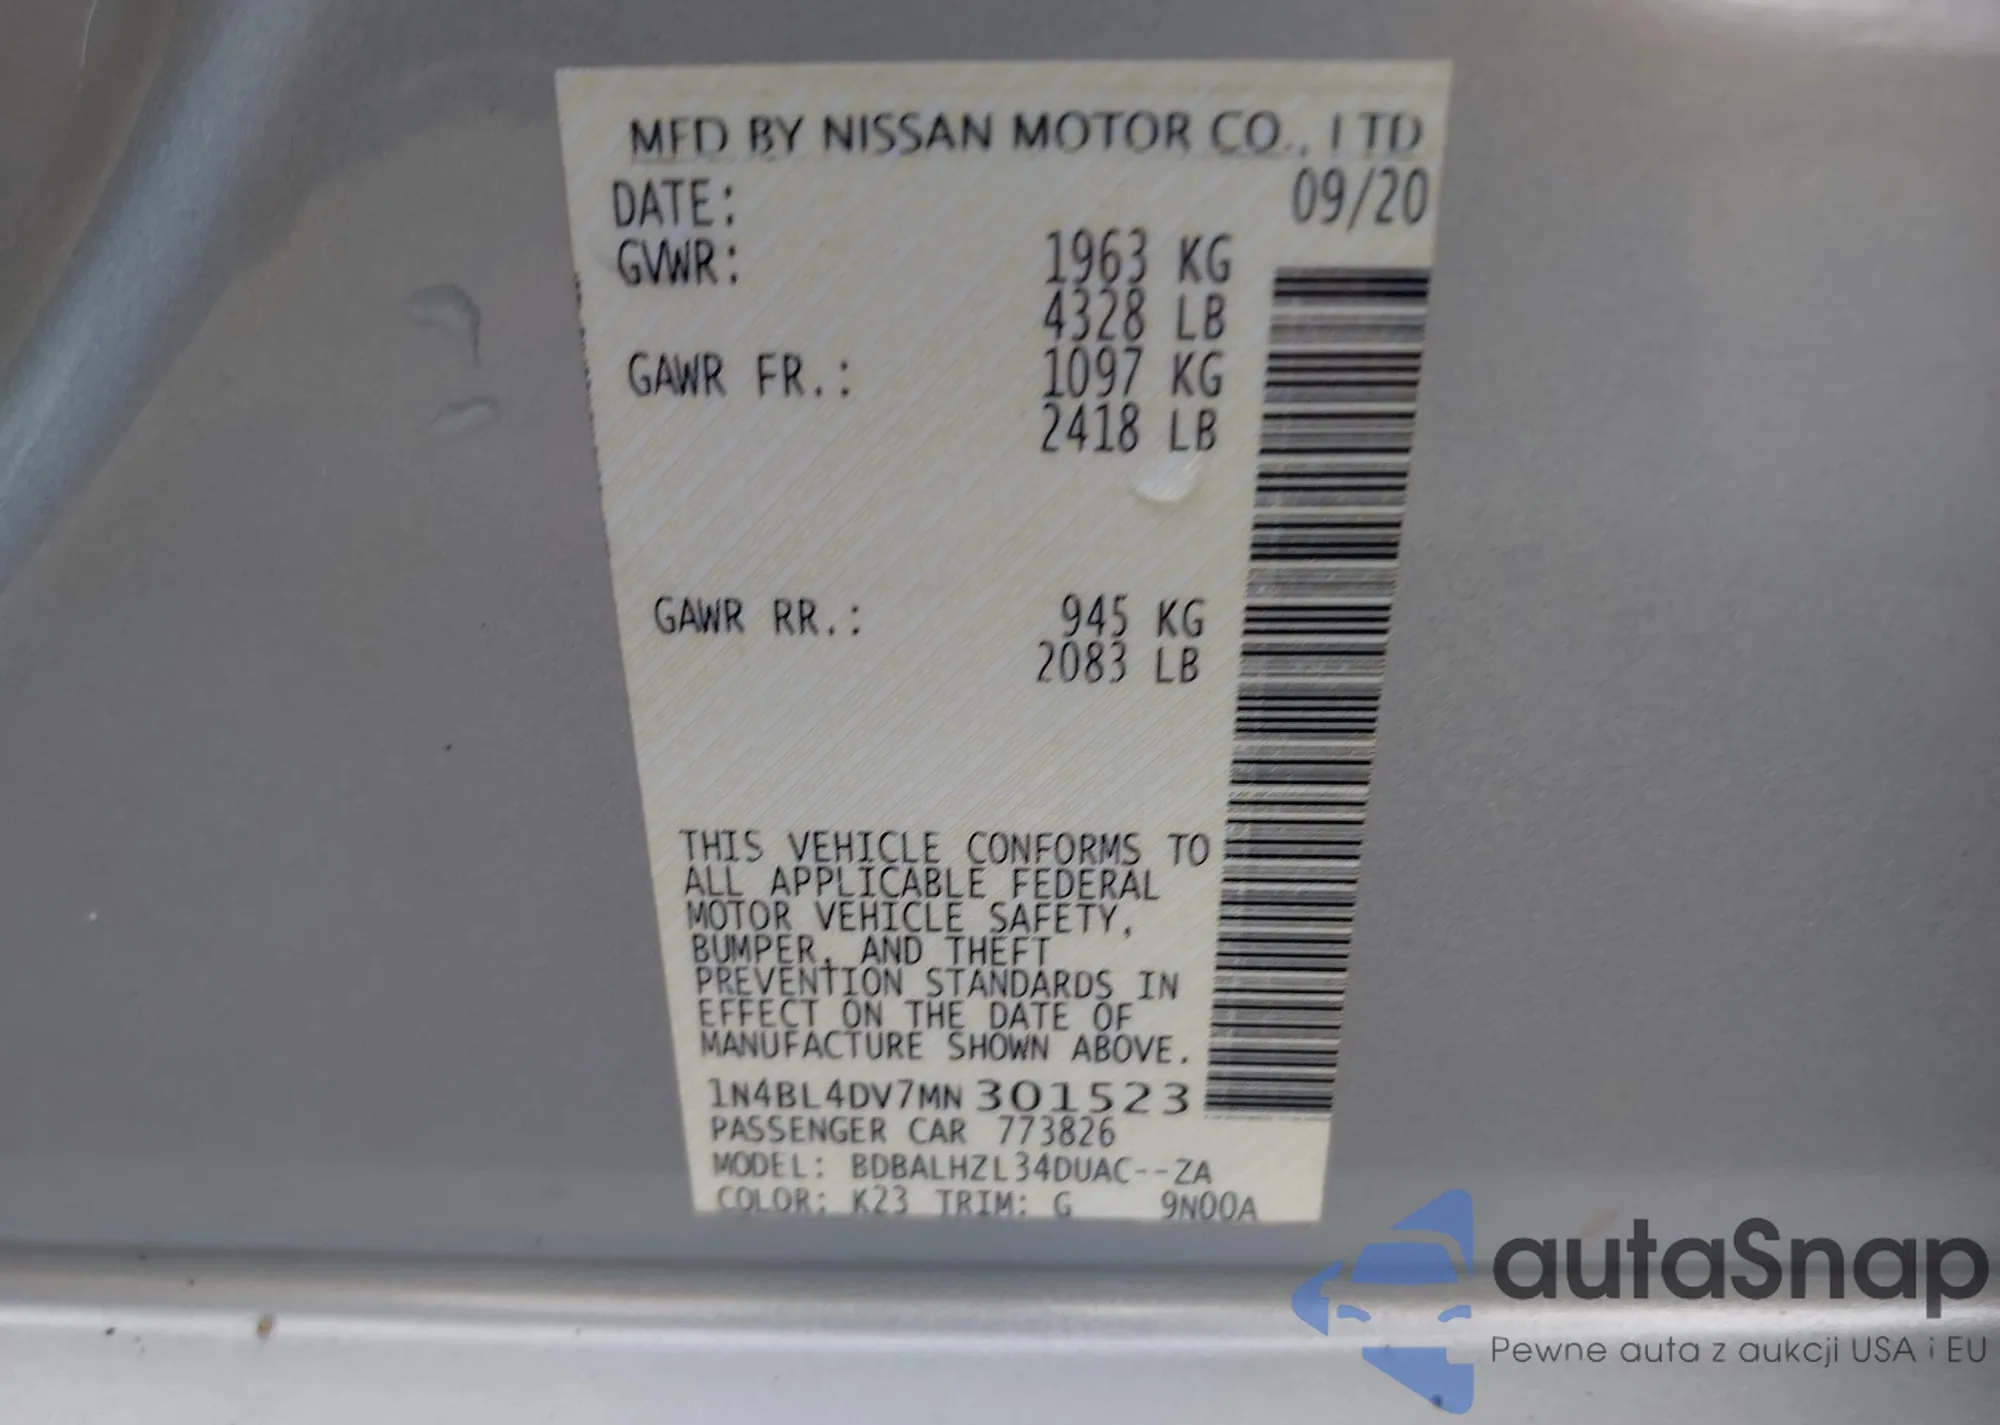 MFD BY NISSAN MOTOR CO., LTD
DATE: 09/20
GVWR: 1963 KG
4328 LB
GAWR FR.: 1097 KG
2418 LB
GAWR RR.: 945 KG
2083 LB
THIS VEHICLE CONFORMS TO
ALL APPLICABLE FEDERAL
MOTOR VEHICLE SAFETY,
BUMPER, AND THEFT
PREVENTION STANDARDS IN
EFFECT ON THE DATE OF
MANUFACTURE SHOWN ABOVE.
1N4BL4DV7MN301523
PASSENGER CAR 773826
MODEL: BDBALHZL34DUAC--ZA
COLOR: K23 TRIM: G 9N00A
autaSnap
Pewne auta z aukcji USA i EU